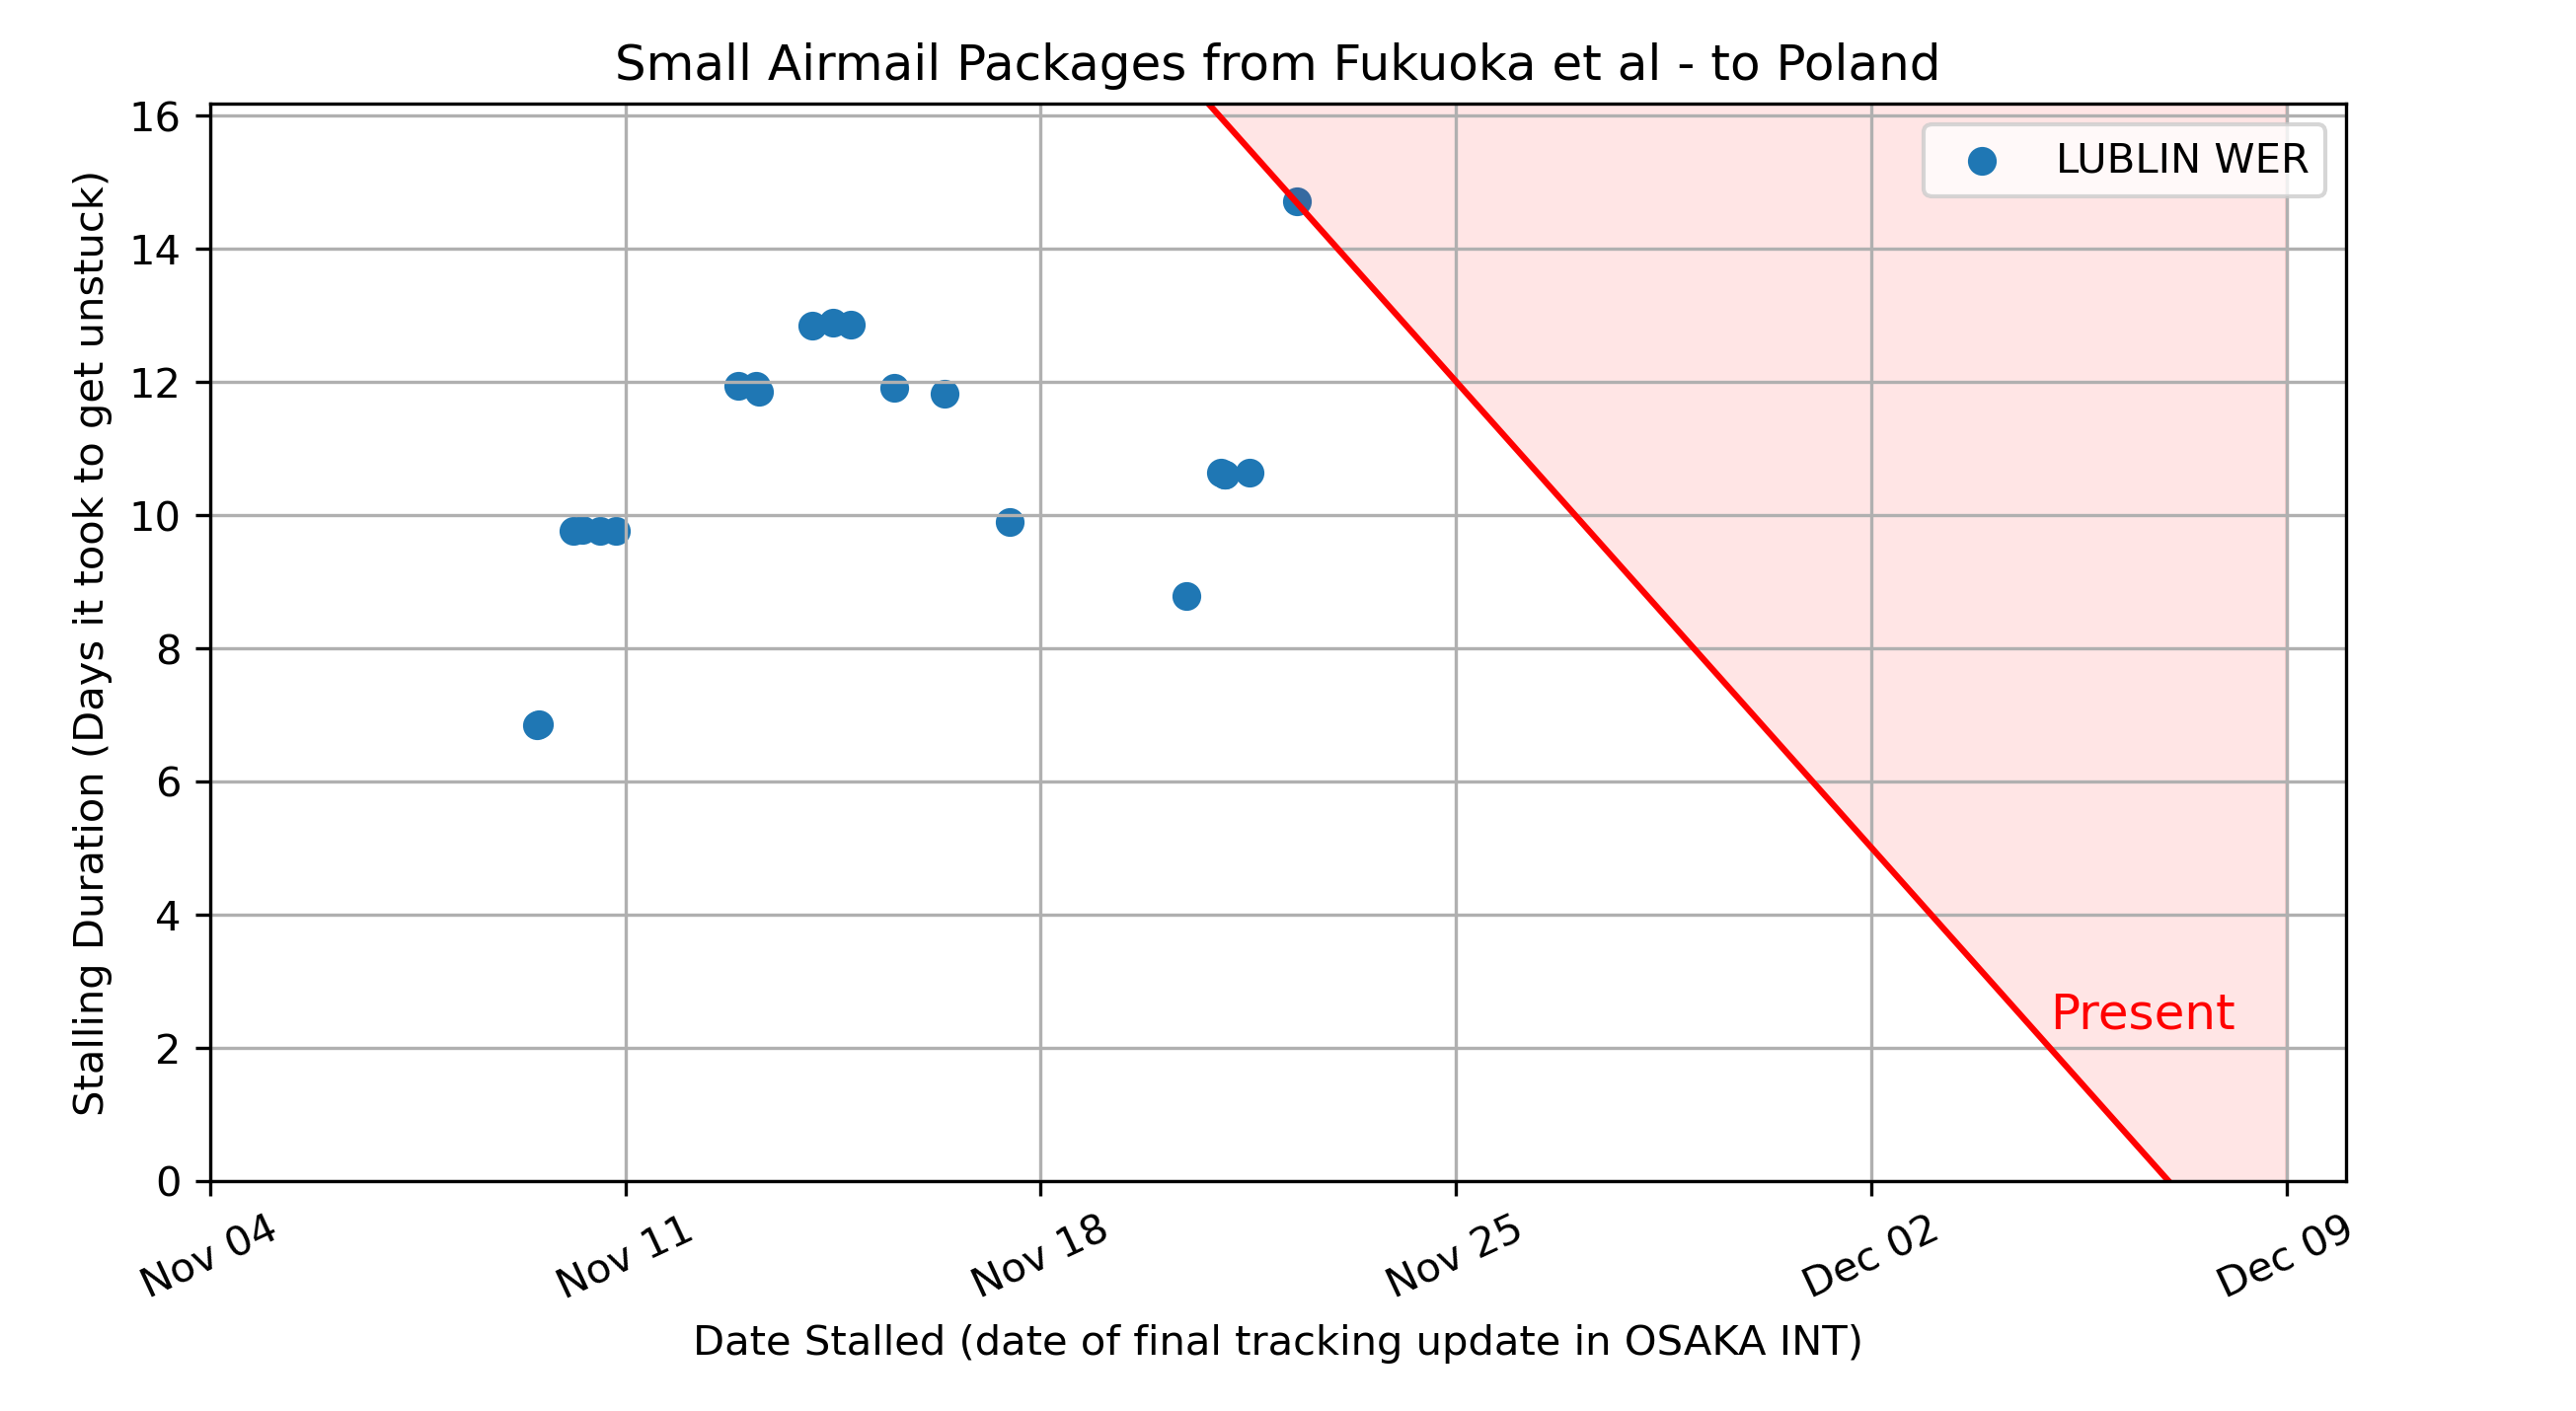 Small Airmail Packages from Fukuoka et al - to Poland
Stalling Duration (Days it took to get unstuck)
16
14
12
10
8
6
4
2
0
LUBLIN WER
Present
Nov 04
Nov 11
Nov 18
Nov 25
Dec 02
Dec 09
Date Stalled (date of final tracking update in OSAKA INT)